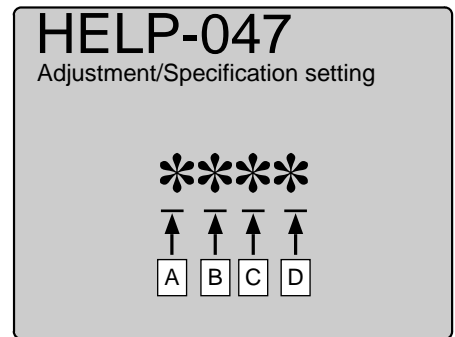 HELP-047
Adjustment/Specification setting
****
A B C D